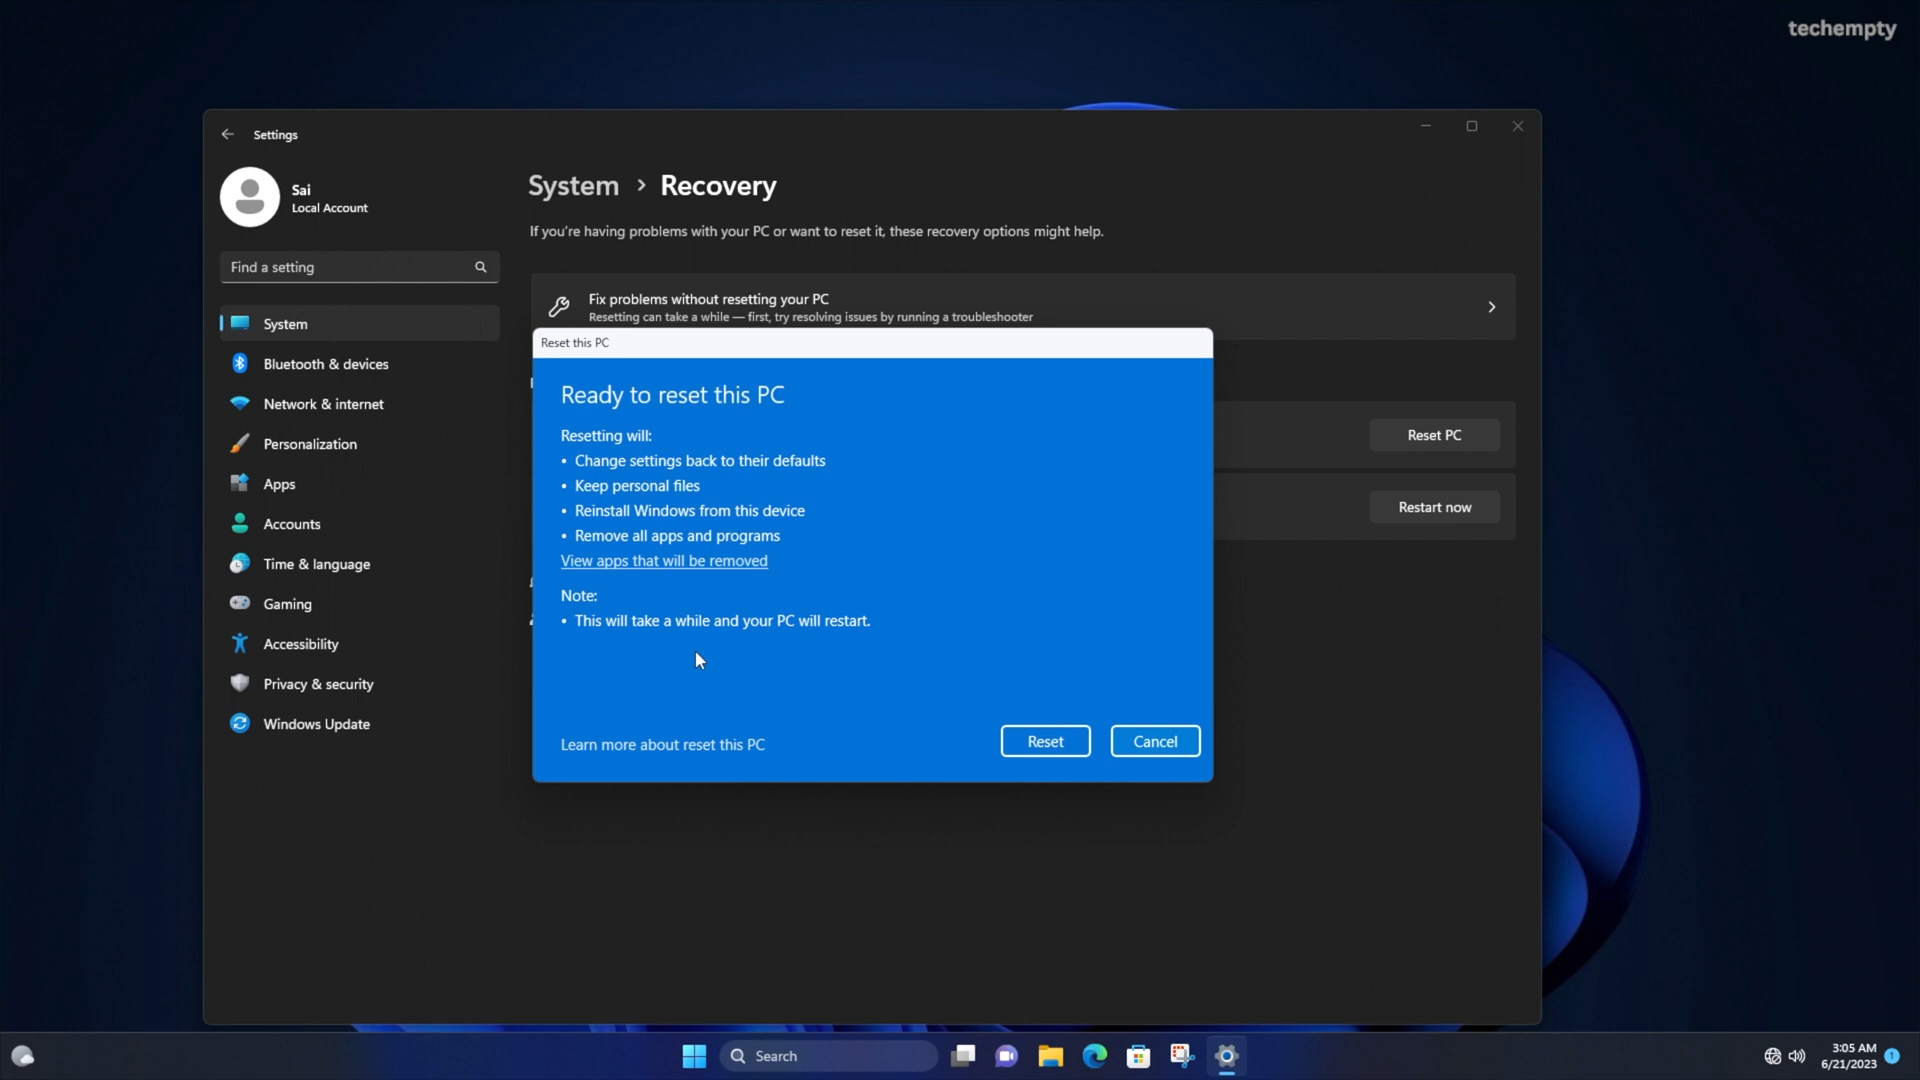 techempty
Settings
Sai
Local Account
System > Recovery
If you're having problems with your PC or want to reset it, these recovery options might help.
Find a setting
Fix problems without resetting your PC
Resetting can take a while — first, try resolving issues by running a troubleshooter
System
Bluetooth & devices
Network & internet
Personalization
Apps
Accounts
Time & language
Gaming
Accessibility
Privacy & security
Windows Update
Reset this PC
Ready to reset this PC
Resetting will:
• Change settings back to their defaults
• Keep personal files
• Reinstall Windows from this device
• Remove all apps and programs
View apps that will be removed
Note:
• This will take a while and your PC will restart.
Learn more about reset this PC
Reset
Cancel
Reset PC
Restart now
Search
3:05 AM
6/21/2023
1